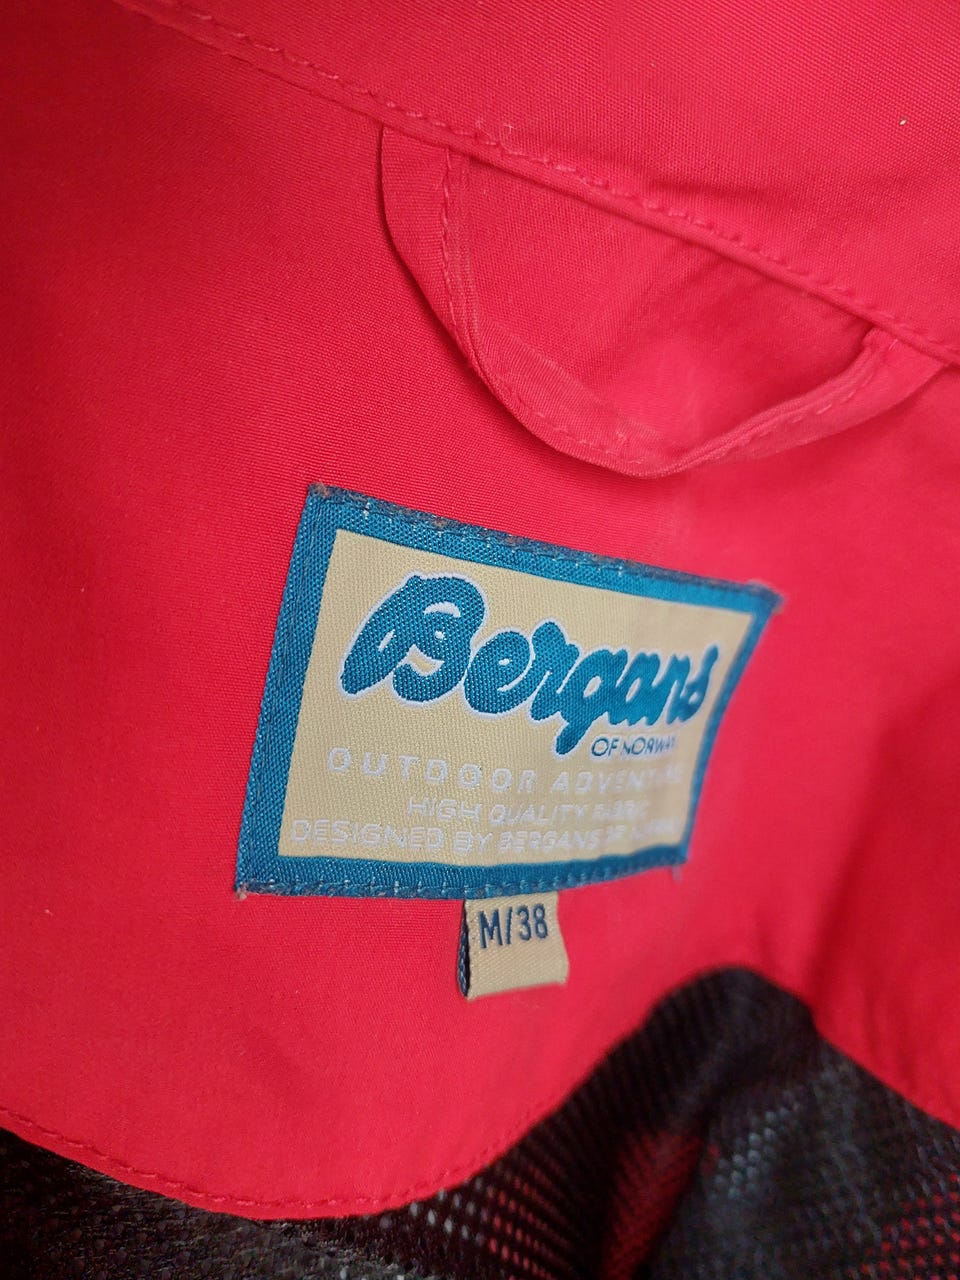 Bergans
OF NORWAY
OUTDOOR ADVENTURE
HIGH QUALITY FABRIC
DESIGNED BY BERGANS OF NORWAY
M/38